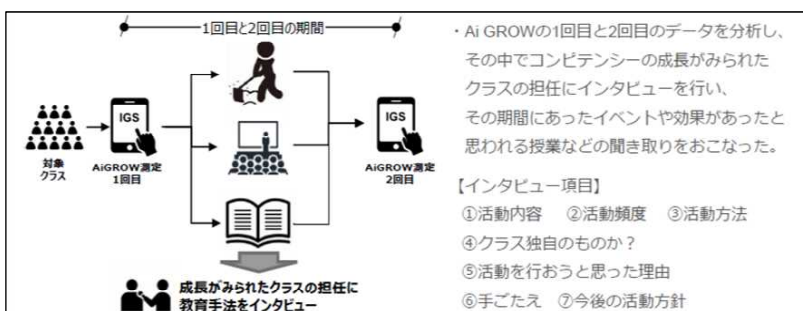 1回目と2回目の期間
IGS
IGS
対象
クラス
AiGROW測定
1回目
AiGROW測定
2回目
成長がみられたクラスの担任に
教育手法をインタビュー
・Ai GROWの1回目と2回目のデータを分析し、
その中でコンピテンシーの成長がみられた
クラスの担任にインタビューを行い、
その期間にあったイベントや効果があったと
思われる授業などの聞き取りをおこなった。
【インタビュー項目】
①活動内容 ②活動頻度 ③活動方法
④クラス独自のものか？
⑤活動を行おうと思った理由
⑥手ごたえ ⑦今後の活動方針